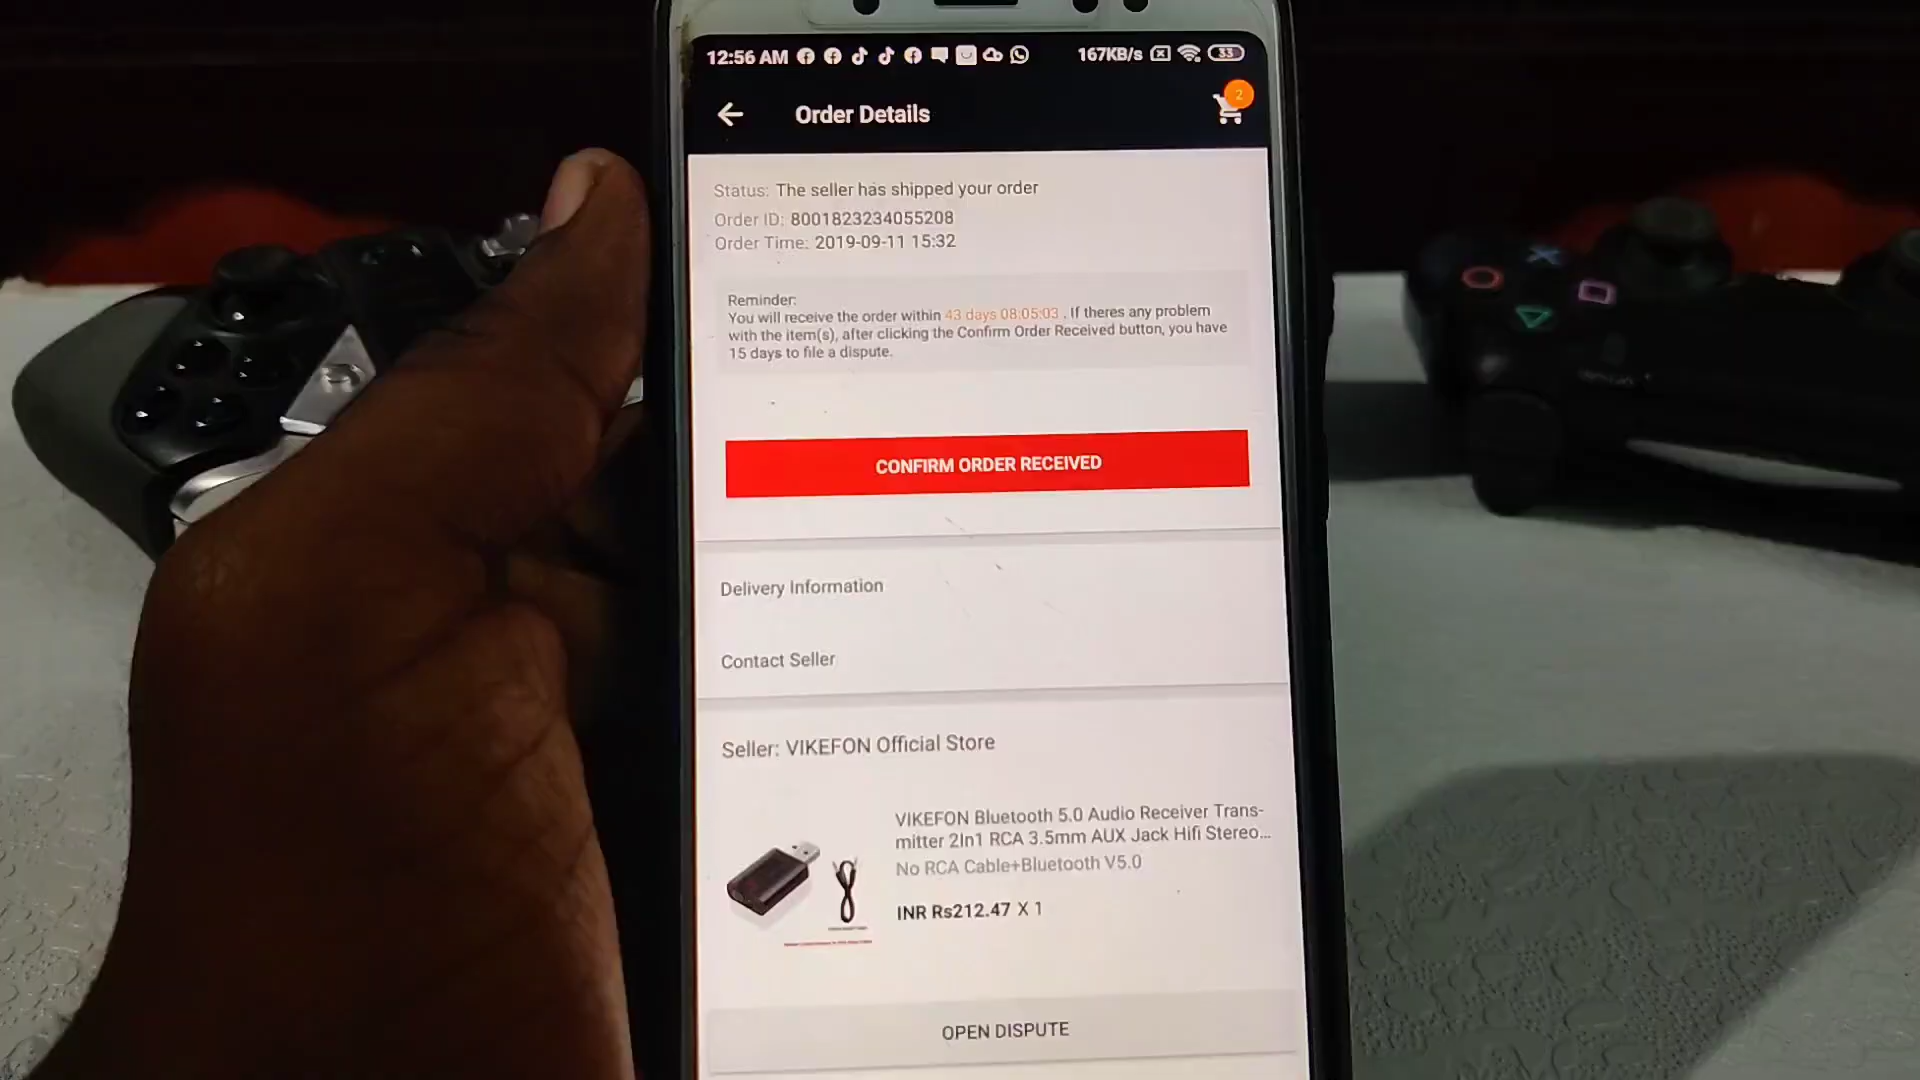 12:56 AM 167KB/s 33
2
Order Details
Status: The seller has shipped your order
Order ID: 8001823234055208
Order Time: 2019-09-11 15:32
Reminder:
You will receive the order within 43 days 08:05:03 . If theres any problem
with the item(s), after clicking the Confirm Order Received button, you have
15 days to file a dispute.
CONFIRM ORDER RECEIVED
Delivery Information
Contact Seller
Seller: VIKEFON Official Store
VIKEFON Bluetooth 5.0 Audio Receiver Trans-
mitter 2In1 RCA 3.5mm AUX Jack Hifi Stereo...
No RCA Cable+Bluetooth V5.0
INR Rs212.47 X 1
OPEN DISPUTE